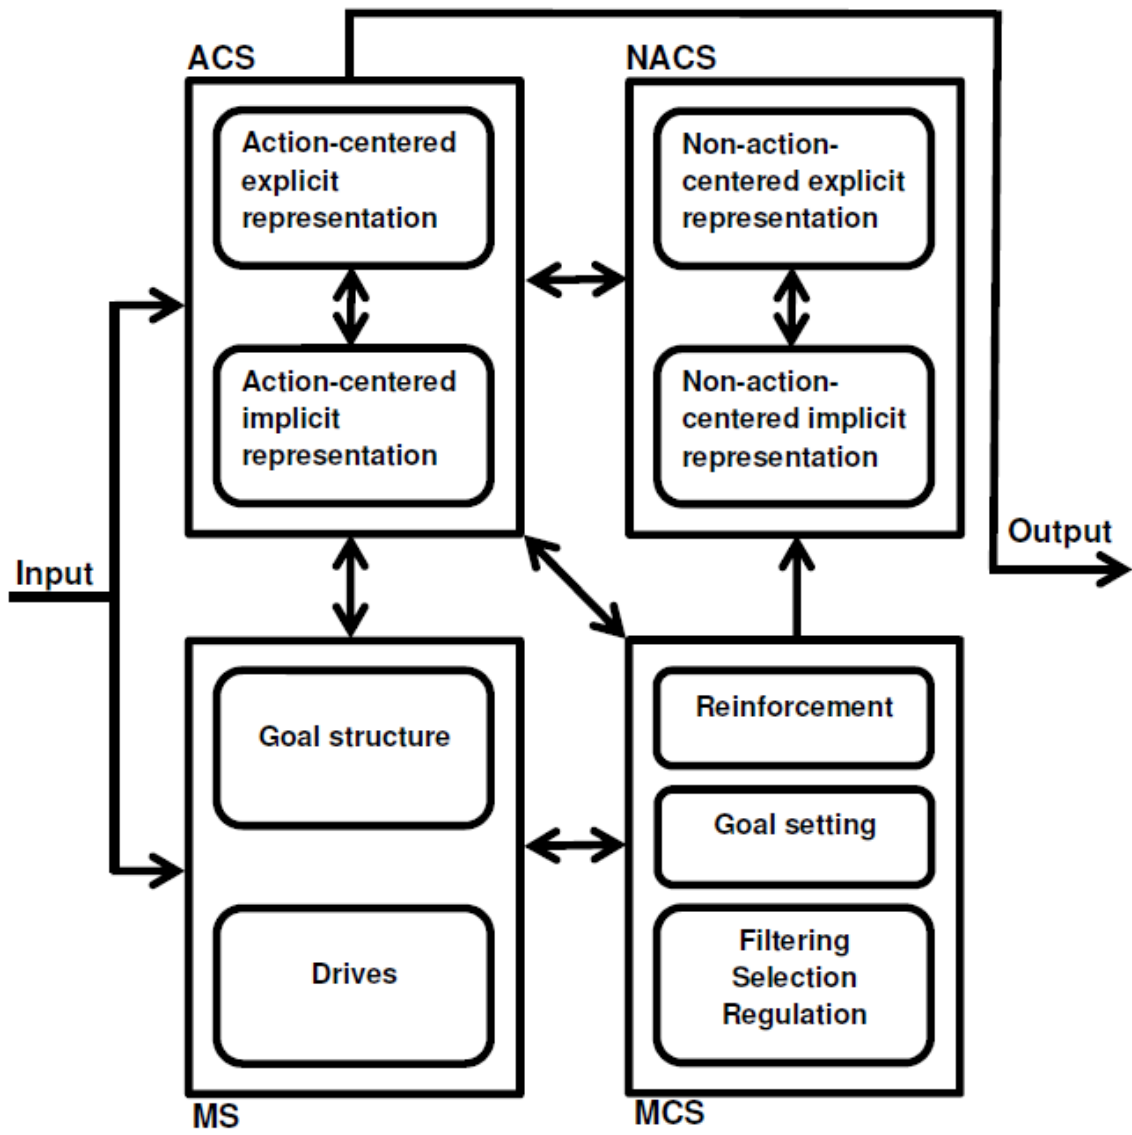 ACS
Action-centered
explicit
representation
Action-centered
implicit
representation
NACS
Non-action-
centered explicit
representation
Non-action-
centered implicit
representation
Input
Output
Goal structure
Drives
MS
Reinforcement
Goal setting
Filtering
Selection
Regulation
MCS